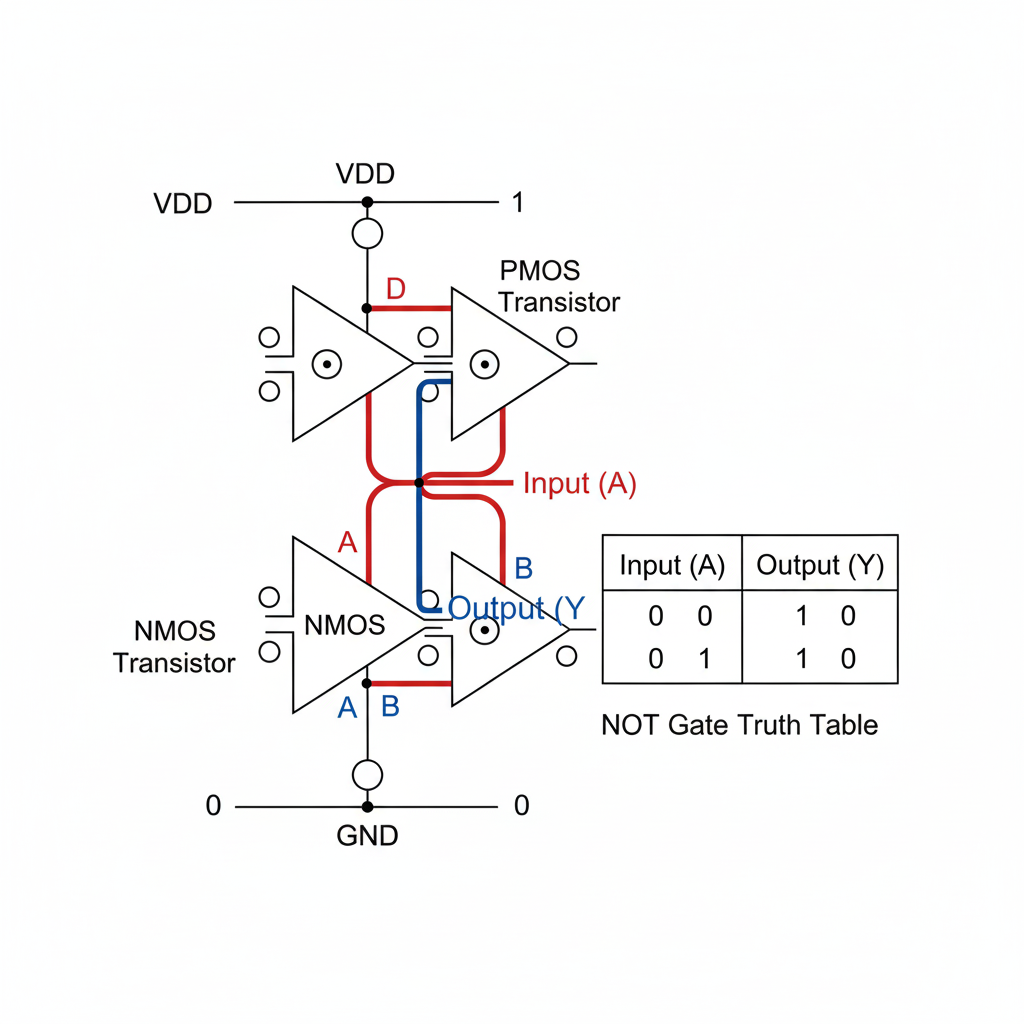 VDD
VDD 1
PMOS
Transistor
D
Input (A)
A
B
Input (A) Output (Y)
Output (Y
0 0 1 0
NMOS
NMOS
Transistor
0 1 1 0
A B
NOT Gate Truth Table
0 0
GND